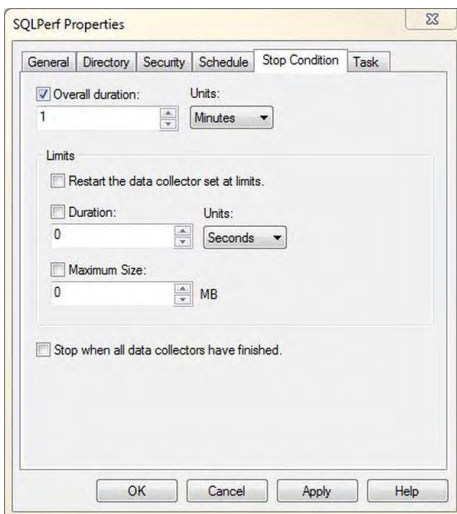 SQLPerf Properties
General Directory Security Schedule Stop Condition Task
Overall duration: Units:
1 Minutes
Limits
Restart the data collector set at limits.
Duration: Units:
0 Seconds
Maximum Size:
0 MB
Stop when all data collectors have finished.
OK Cancel Apply Help